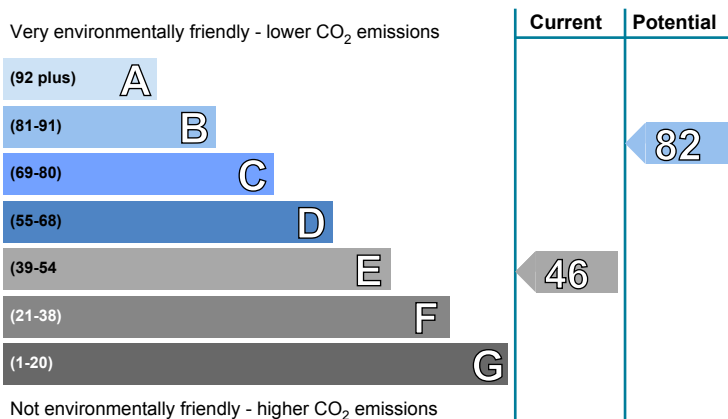 Very environmentally friendly - lower CO2 emissions
Current
Potential
(92 plus) A
(81-91) B
82
(69-80) C
(55-68) D
(39-54 E
46
(21-38) F
(1-20) G
Not environmentally friendly - higher CO2 emissions